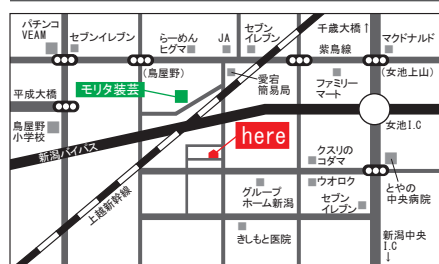 パチンコ
VEAM
セブンイレブン
らーめん
ヒグマ
JA
セブン
イレブン
千歳大橋↑
紫鳥線
マクドナルド
(鳥屋野)
愛宕
簡易局
ファミリー
マート
(女池上山)
平成大橋
モリタ装芸
鳥屋野
小学校
新潟バイパス
here
女池I.C
クスリの
コダマ
上越新幹線
グループ
ホーム新潟
ウオロク
セブン
イレブン
とやの
中央病院
きしもと医院
新潟中央
I.C
↓